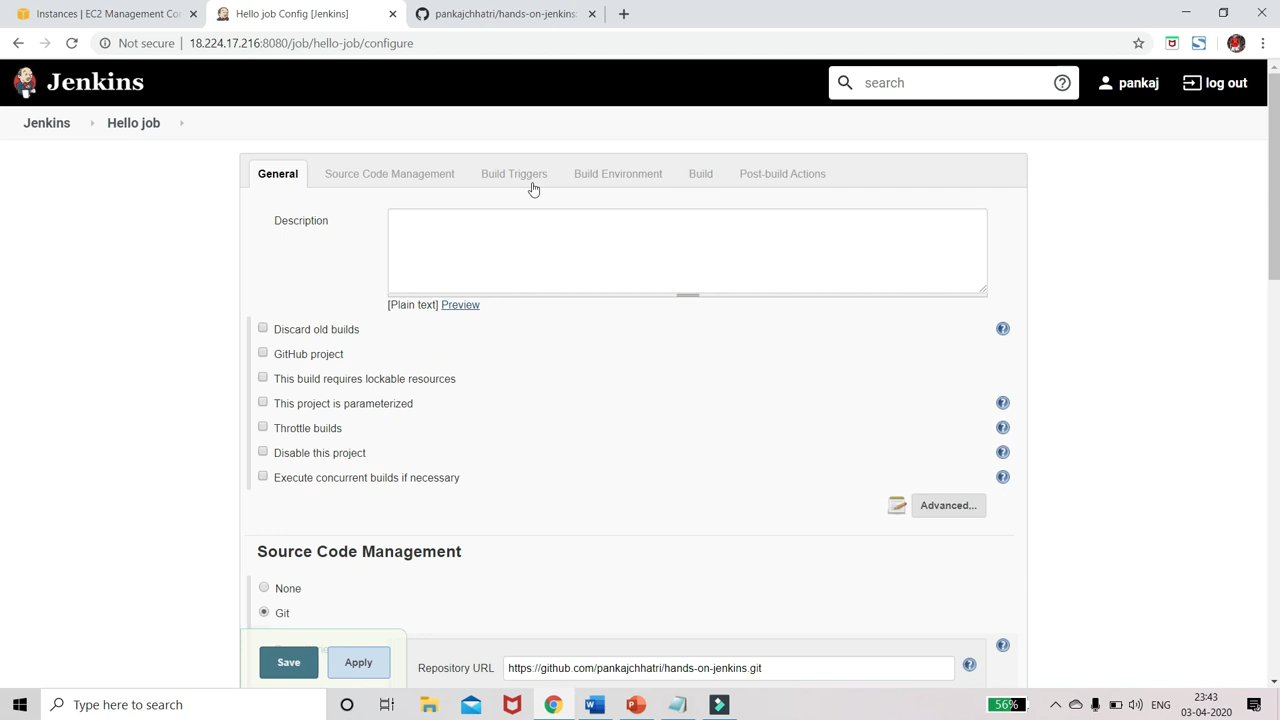 Instances | EC2 Management Con
Hello job Config [Jenkins]
pankajchhatri/hands-on-jenkins:
Not secure
18.224.17.216:8080/job/hello-job/configure
Jenkins
search
pankaj
log out
Jenkins
Hello job
General
Source Code Management
Build Triggers
Build Environment
Build
Post-build Actions
Description
[Plain text] Preview
Discard old builds
GitHub project
This build requires lockable resources
This project is parameterized
Throttle builds
Disable this project
Execute concurrent builds if necessary
Advanced...
Source Code Management
None
Git
Save
Apply
Repository URL
https://github.com/pankajchhatri/hands-on-jenkins.git
Type here to search
56%
ENG
23:43
03-04-2020